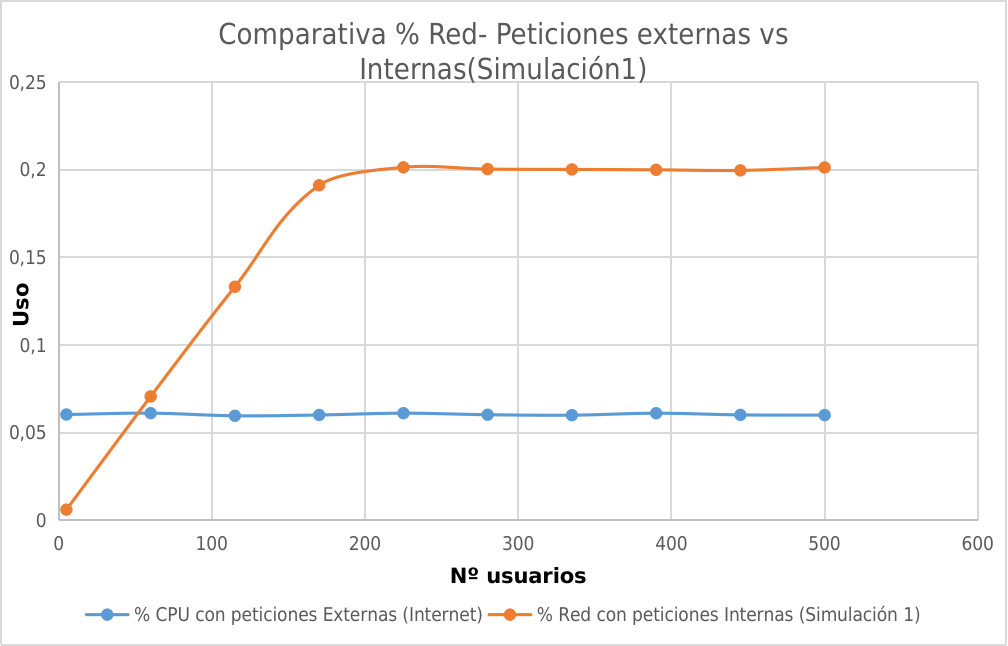 Comparativa % Red- Peticiones externas vs
Internas(Simulación1)
0,25
0,2
0,15
0,1
0,05
0
Uso
0 100 200 300 400 500 600
Nº usuarios
% CPU con peticiones Externas (Internet) % Red con peticiones Internas (Simulación 1)